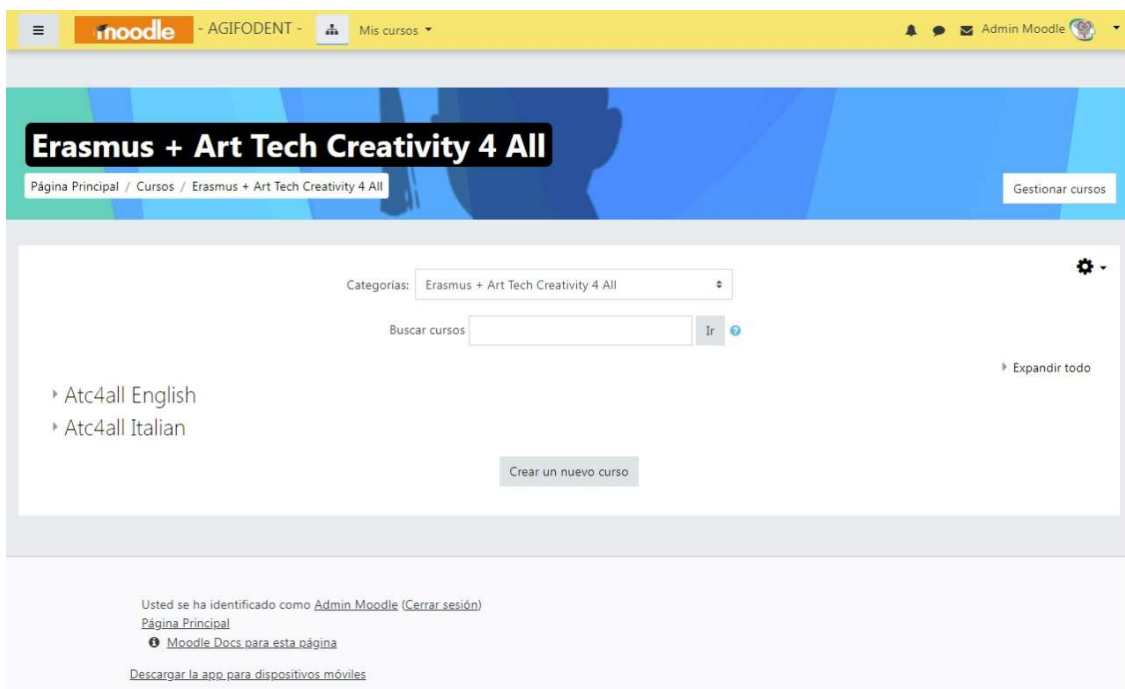 moodle - AGIFODENT - Mis cursos Admin Moodle
Erasmus + Art Tech Creativity 4 All
Página Principal / Cursos / Erasmus + Art Tech Creativity 4 All
Gestionar cursos
Categorías: Erasmus + Art Tech Creativity 4 All
Buscar cursos Ir
Expandir todo
Atc4all English
Atc4all Italian
Crear un nuevo curso
Usted se ha identificado como Admin Moodle (Cerrar sesión)
Página Principal
Moodle Docs para esta página
Descargar la app para dispositivos móviles